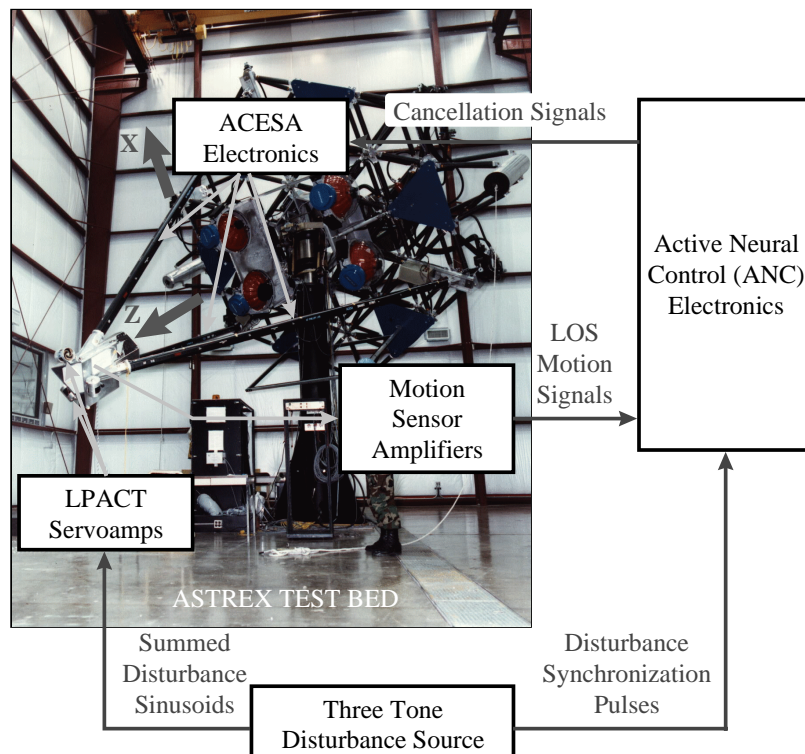 Cancellation Signals
ACESA
Electronics
X
Active Neural
Control (ANC)
Electronics
Z
LOS
Motion
Signals
Motion
Sensor
Amplifiers
LPACT
Servoamps
ASTREX TEST BED
Summed
Disturbance
Sinusoids
Disturbance
Synchronization
Pulses
Three Tone
Disturbance Source